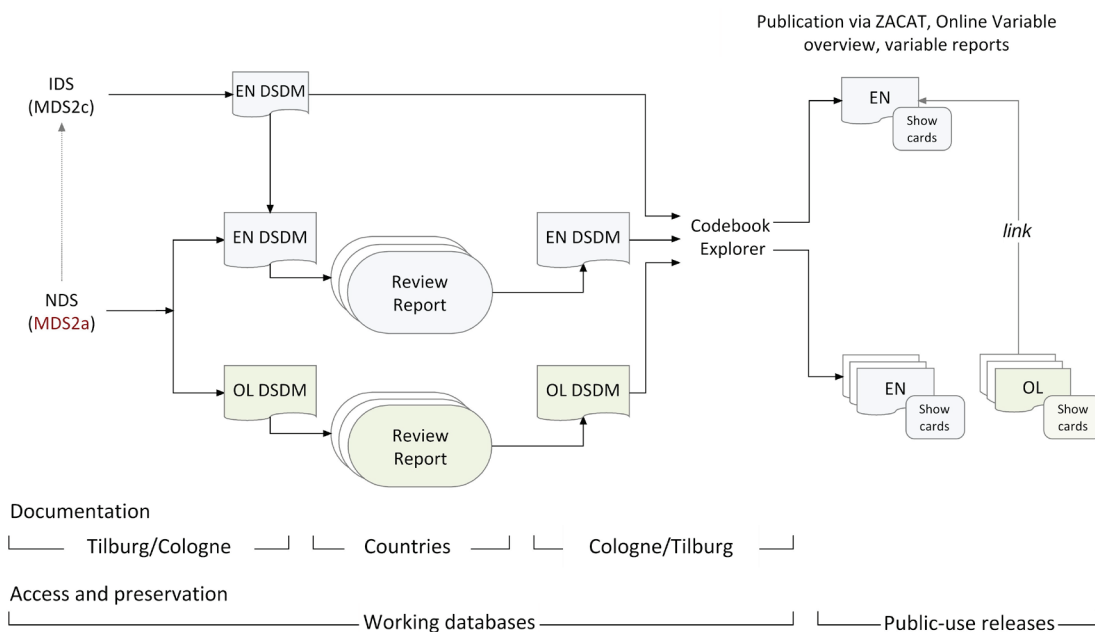 Publication via ZACAT, Online Variable
overview, variable reports
IDS
(MDS2c)
EN DSDM
EN
Show
cards
EN DSDM
Review
Report
EN DSDM
Codebook
Explorer
link
NDS
(MDS2a)
OL DSDM
Review
Report
OL DSDM
EN
Show
cards
OL
Show
cards
Documentation
Tilburg/Cologne
Countries
Cologne/Tilburg
Access and preservation
Working databases
Public-use releases